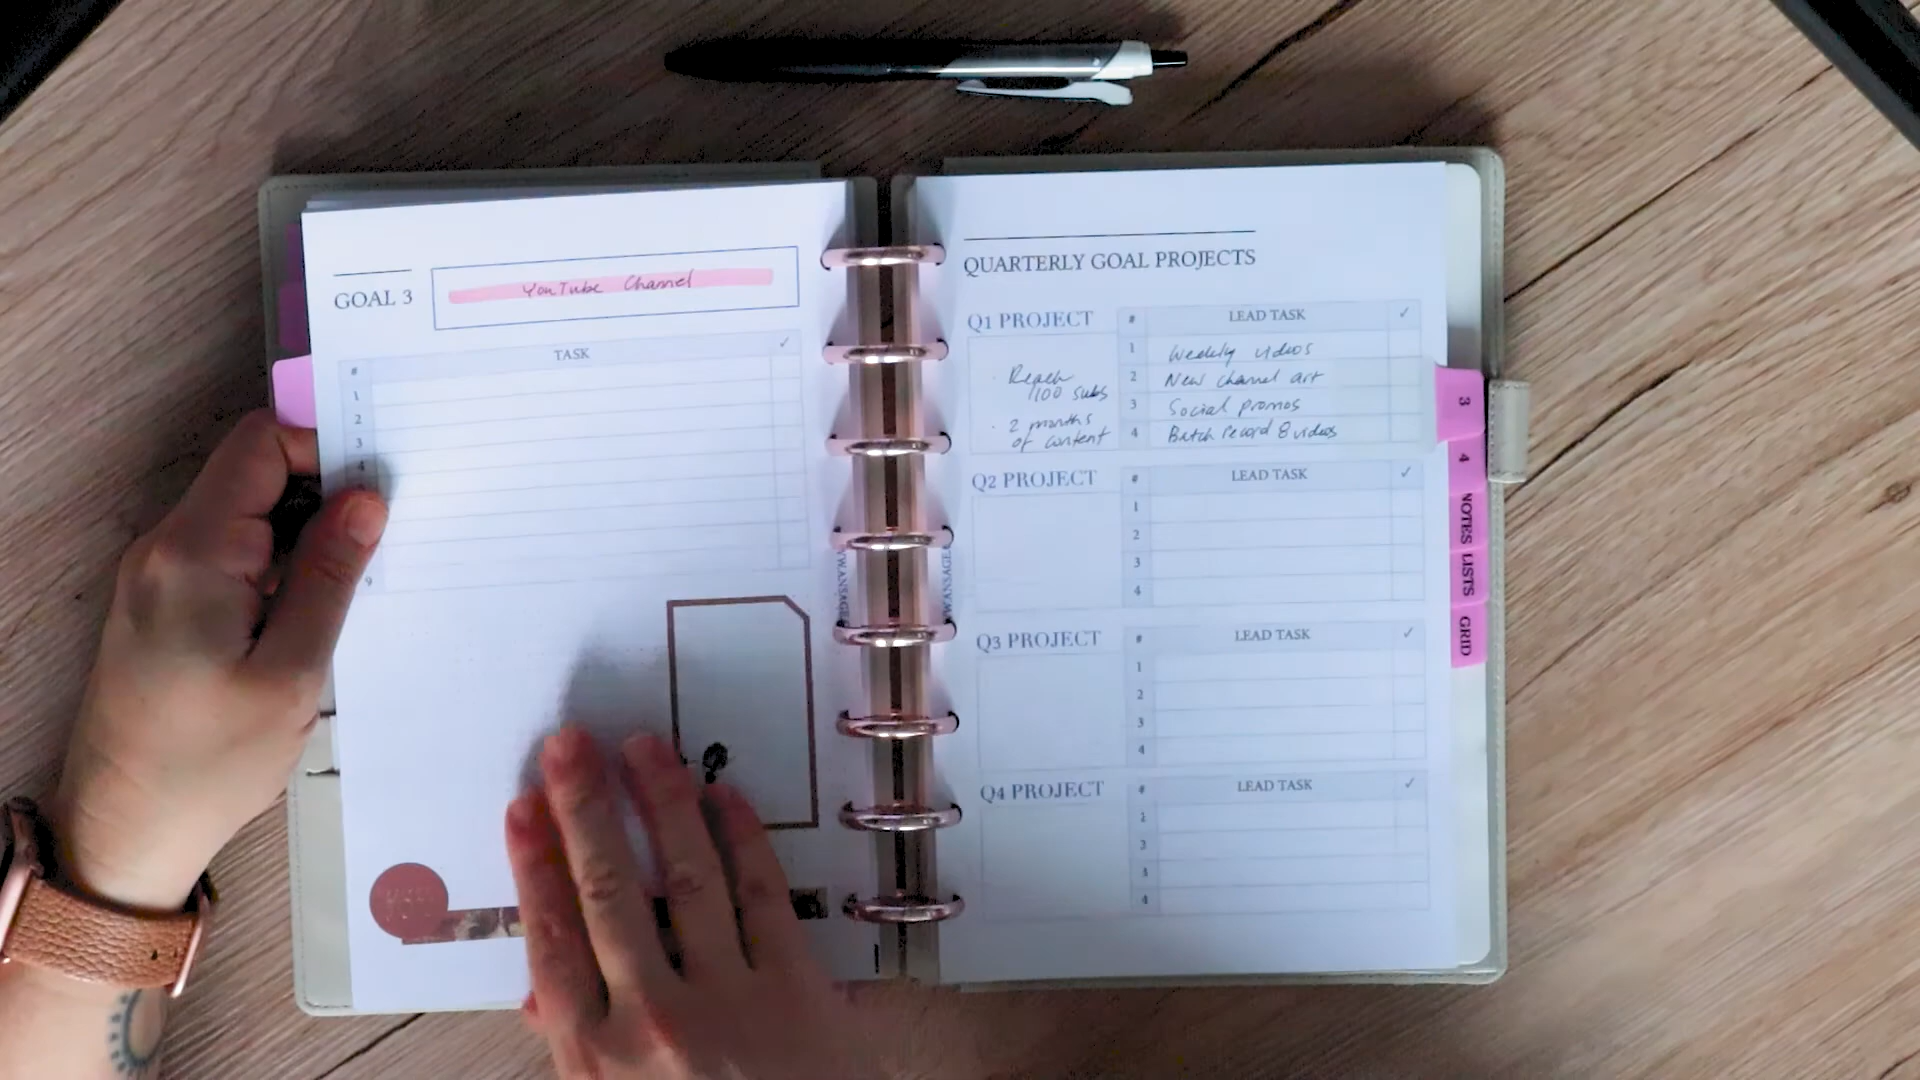 GOAL 3
YouTube Channel
# TASK ✓
1
2
3
4
9
QUARTERLY GOAL PROJECTS
Q1 PROJECT
· Reach
100 subs
· 2 months
of content
# LEAD TASK ✓
1 Weekly videos
2 New channel art
3 Social promos
4 Batch record 8 videos
Q2 PROJECT
# LEAD TASK ✓
1
2
3
4
Q3 PROJECT
# LEAD TASK ✓
1
2
3
4
Q4 PROJECT
# LEAD TASK ✓
1
2
3
4
3
4
NOTES
LISTS
GRID